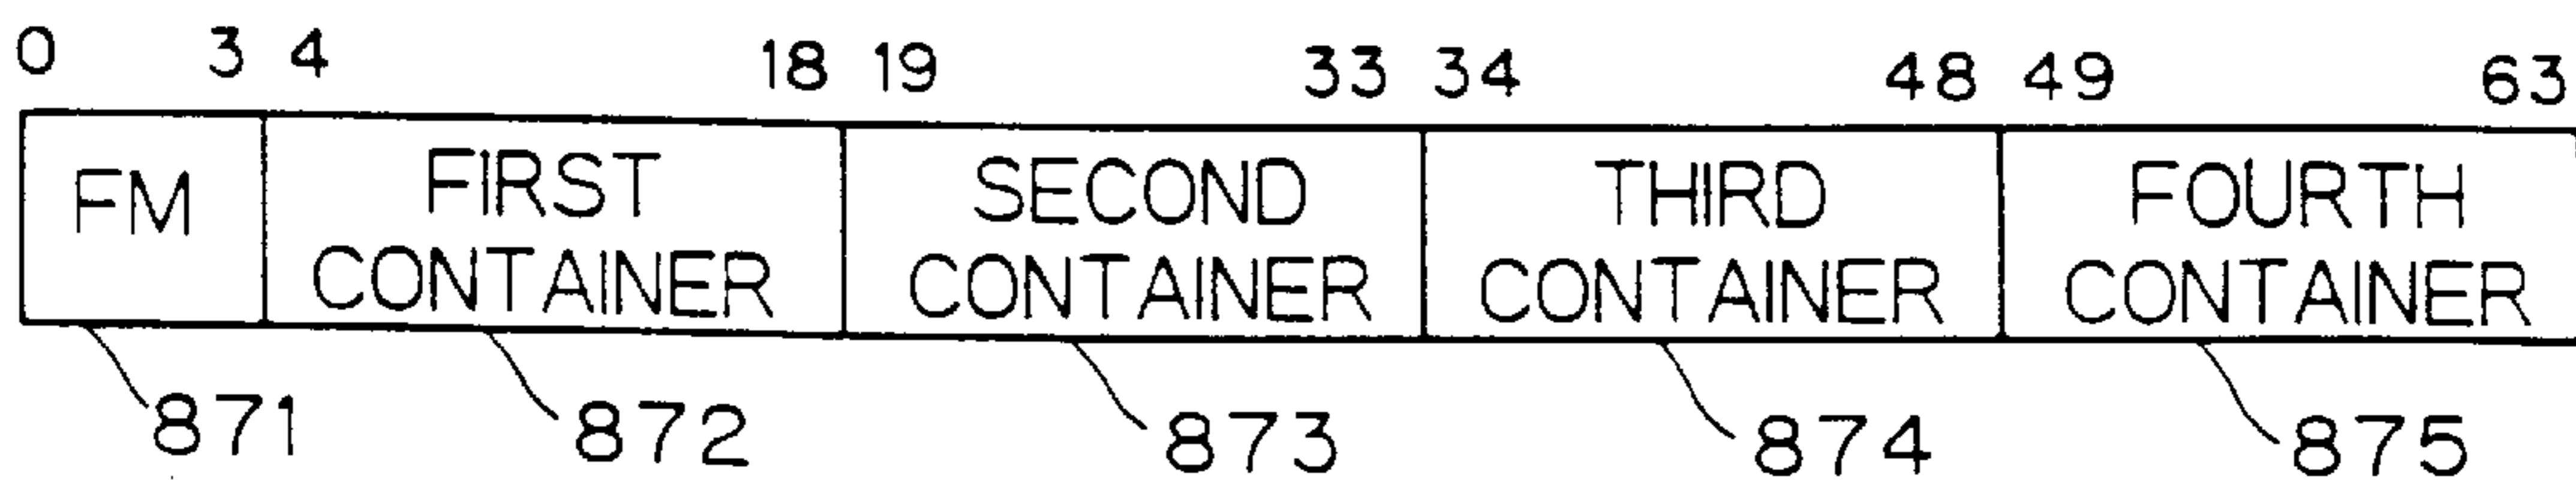 0 3 4 18 19 33 34 48 49 63
FM FIRST CONTAINER SECOND CONTAINER THIRD CONTAINER FOURTH CONTAINER
871 872 873 874 875